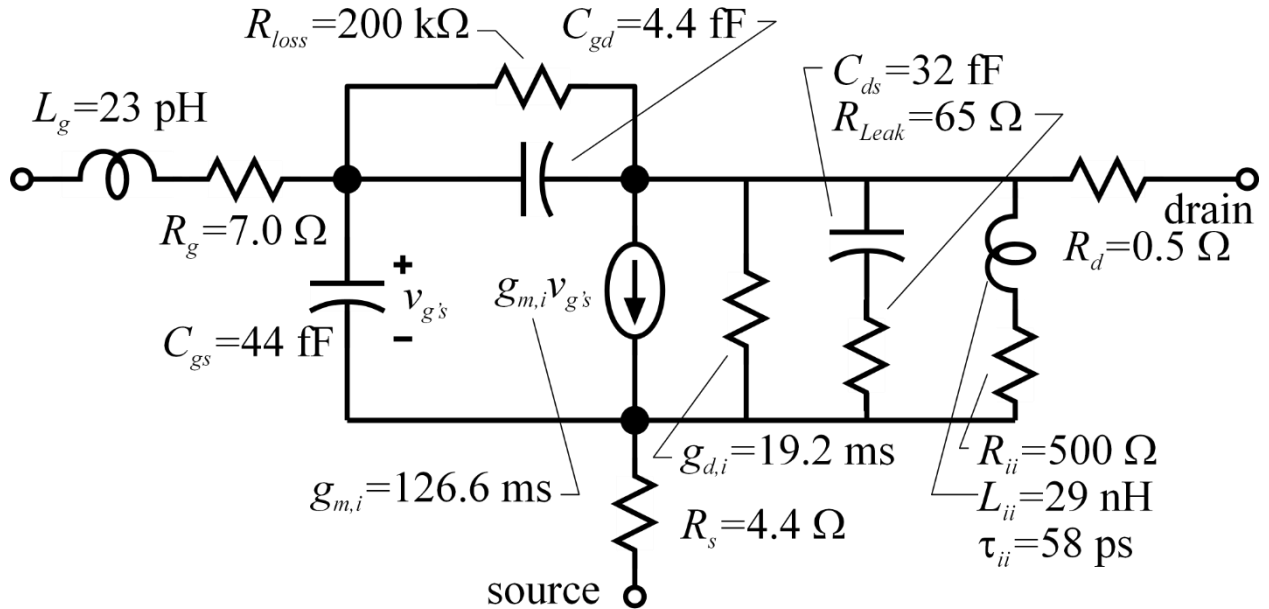 R_loss=200 kΩ
C_gd=4.4 fF
C_ds=32 fF
R_Leak=65 Ω
L_g=23 pH
R_g=7.0 Ω
drain
R_d=0.5 Ω
+
v_g's
−
g_m,i v_g's
C_gs=44 fF
g_d,i=19.2 ms
R_ii=500 Ω
g_m,i=126.6 ms
L_ii=29 nH
R_s=4.4 Ω
τ_ii=58 ps
source